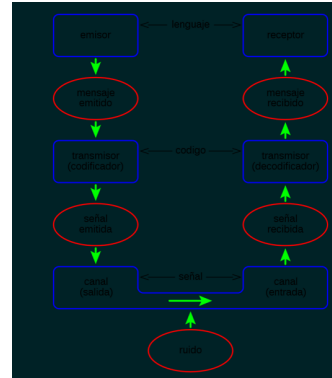 emisor
lenguaje
receptor
mensaje
emitido
mensaje
recibido
transmisor
(codificador)
codigo
transmisor
(decodificador)
señal
emitida
señal
recibida
canal
(salida)
señal
canal
(entrada)
ruido